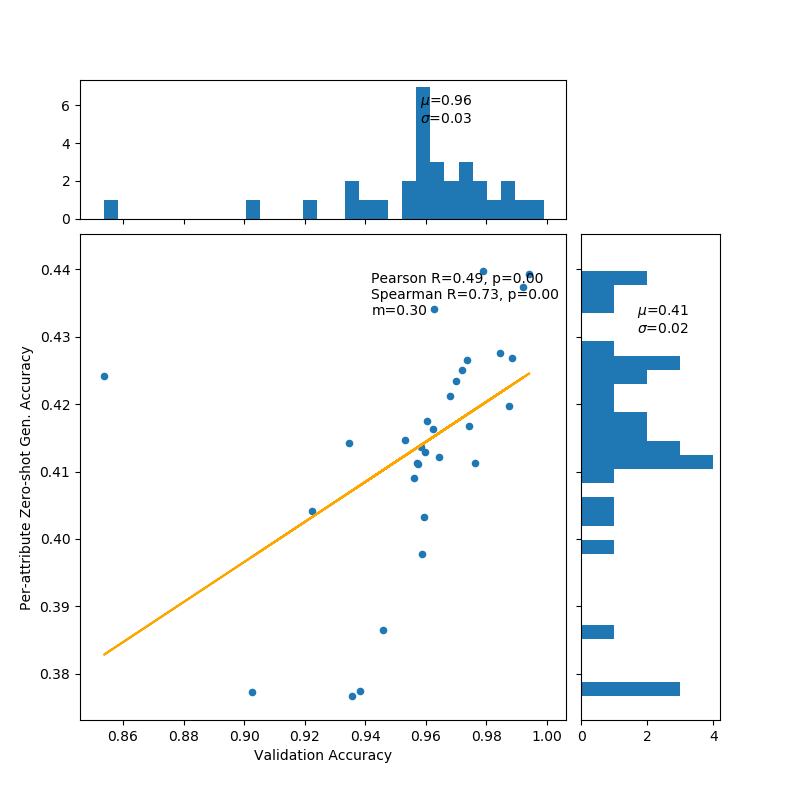 6
4
2
0
μ=0.96
σ=0.03
0.44
0.43
0.42
0.41
0.40
0.39
0.38
Per-attribute Zero-shot Gen. Accuracy
Pearson R=0.49, p=0.00
Spearman R=0.73, p=0.00
m=0.30
0.86 0.88 0.90 0.92 0.94 0.96 0.98 1.00
Validation Accuracy
μ=0.41
σ=0.02
0 2 4